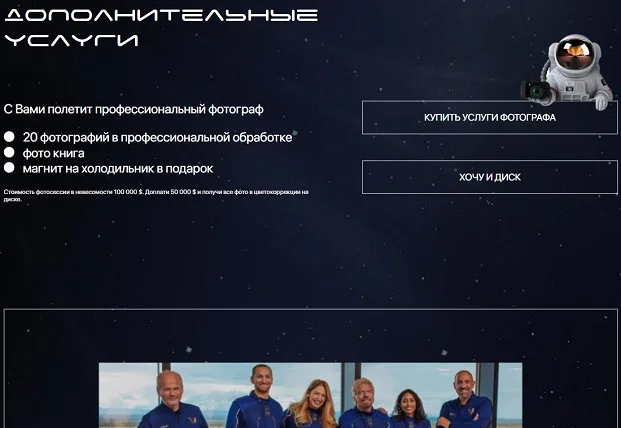 ДОПОЛНИТЕЛЬНЫЕ
УСЛУГИ
С Вами полетит профессиональный фотограф
20 фотографий в профессиональной обработке
фото книга
магнит на холодильник в подарок
Стоимость фотосессии в невесомости 100 000 $. Доплати 50 000 $ и получи все фото в цветокоррекции на
диске.
КУПИТЬ УСЛУГИ ФОТОГРАФА
ХОЧУ И ДИСК